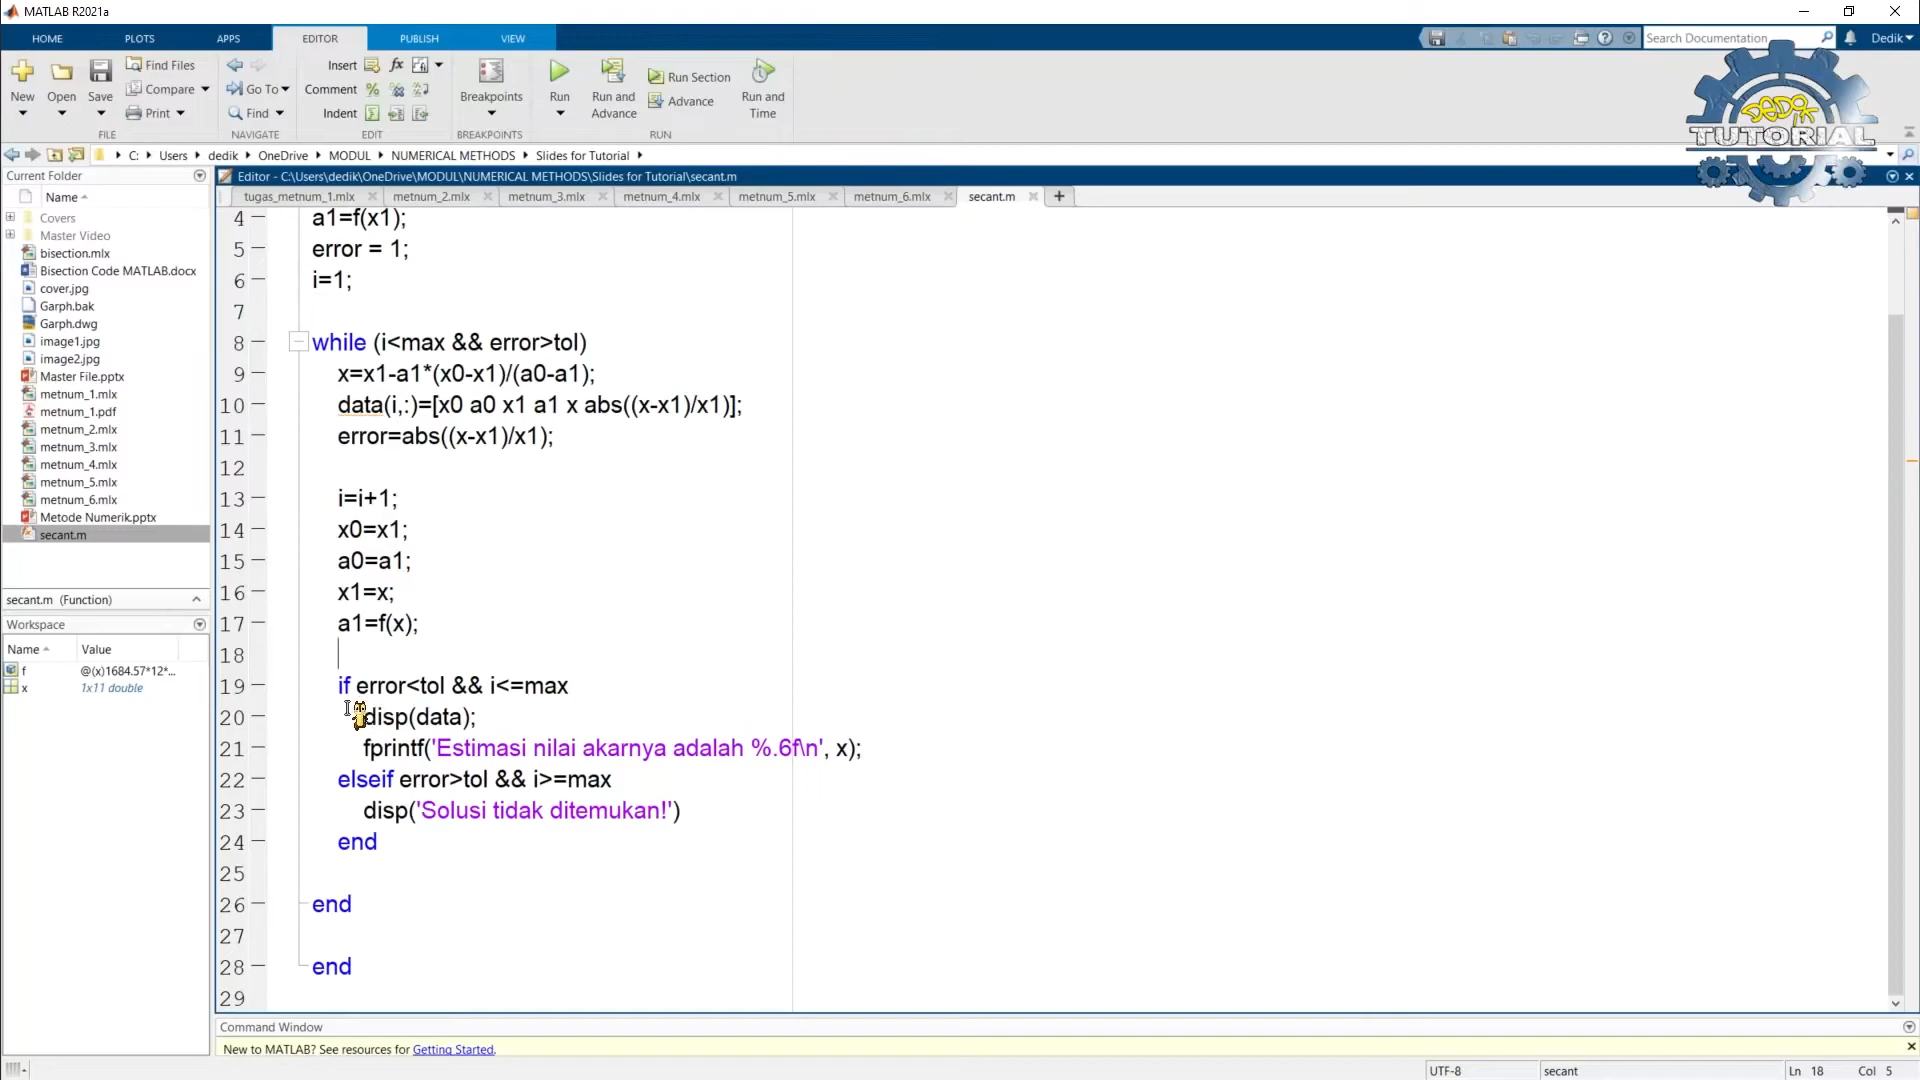 MATLAB R2021a
HOME PLOTS APPS EDITOR PUBLISH VIEW
Search Documentation Dedik
New Open Save
Find Files
Compare
Print
FILE
Go To
Find
NAVIGATE
Insert fx
Comment
Indent
EDIT
Breakpoints
BREAKPOINTS
Run
Run and Advance
Run Section
Advance
Run and Time
RUN
DEDIK
TUTORIAL
C: Users dedik OneDrive MODUL NUMERICAL METHODS Slides for Tutorial
Current Folder
Name
Covers
Master Video
bisection.mlx
Bisection Code MATLAB.docx
cover.jpg
Garph.bak
Garph.dwg
image1.jpg
image2.jpg
Master File.pptx
metnum_1.mlx
metnum_1.pdf
metnum_2.mlx
metnum_3.mlx
metnum_4.mlx
metnum_5.mlx
metnum_6.mlx
Metode Numerik.pptx
secant.m
secant.m (Function)
Workspace
Name Value
f @(x)1684.57*12*...
x 1x11 double
Editor - C:\Users\dedik\OneDrive\MODUL\NUMERICAL METHODS\Slides for Tutorial\secant.m
tugas_metnum_1.mlx metnum_2.mlx metnum_3.mlx metnum_4.mlx metnum_5.mlx metnum_6.mlx secant.m
4 a1=f(x1);
5 error = 1;
6 i=1;
7
8 while (i<max && error>tol)
9 x=x1-a1*(x0-x1)/(a0-a1);
10 data(i,:)=[x0 a0 x1 a1 x abs((x-x1)/x1)];
11 error=abs((x-x1)/x1);
12
13 i=i+1;
14 x0=x1;
15 a0=a1;
16 x1=x;
17 a1=f(x);
18
19 if error<tol && i<=max
20 disp(data);
21 fprintf('Estimasi nilai akarnya adalah %.6f\n', x);
22 elseif error>tol && i>=max
23 disp('Solusi tidak ditemukan!')
24 end
25
26 end
27
28 end
29
Command Window
New to MATLAB? See resources for Getting Started.
UTF-8 secant Ln 18 Col 5